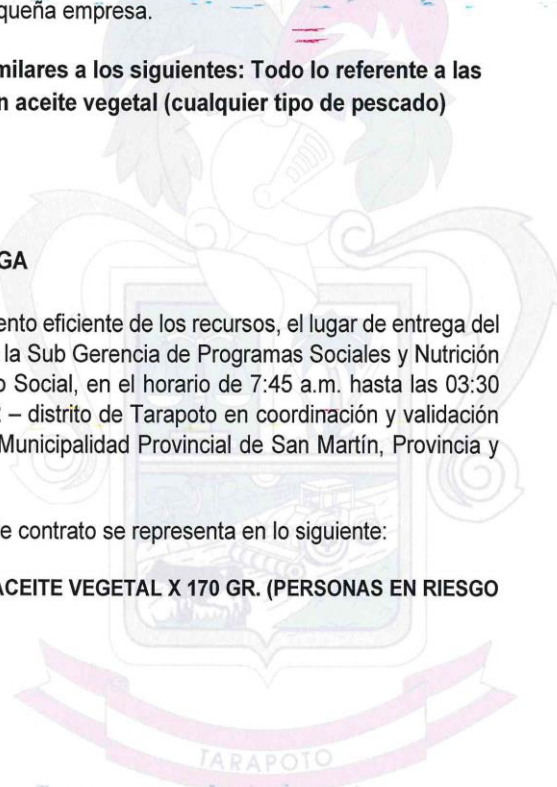 queña empresa.
milares a los siguientes: Todo lo referente a las
n aceite vegetal (cualquier tipo de pescado)
GA
ento eficiente de los recursos, el lugar de entrega del
la Sub Gerencia de Programas Sociales y Nutrición
o Social, en el horario de 7:45 a.m. hasta las 03:30
– distrito de Tarapoto en coordinación y validación
Municipalidad Provincial de San Martín, Provincia y
e contrato se representa en lo siguiente:
ACEITE VEGETAL X 170 GR. (PERSONAS EN RIESGO
TARAPOTO